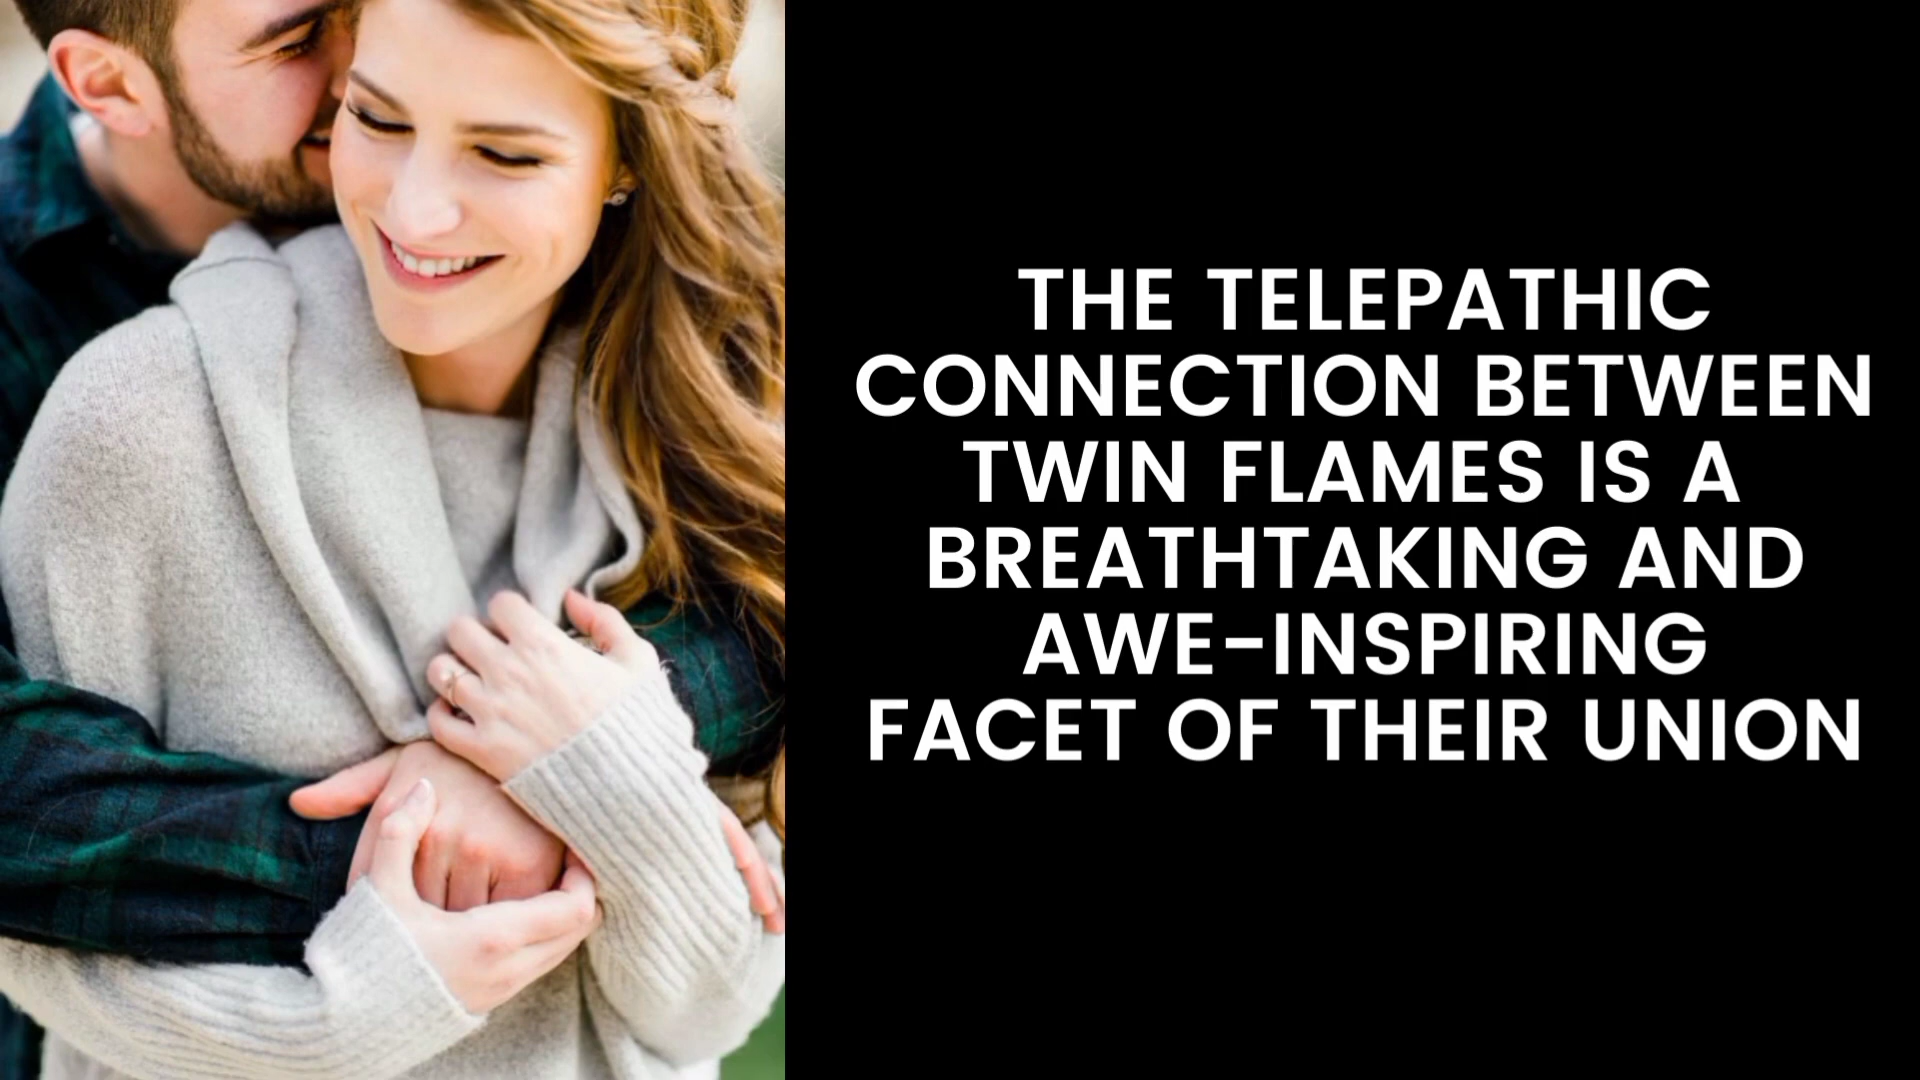 THE TELEPATHIC
CONNECTION BETWEEN
TWIN FLAMES IS A
BREATHTAKING AND
AWE-INSPIRING
FACET OF THEIR UNION